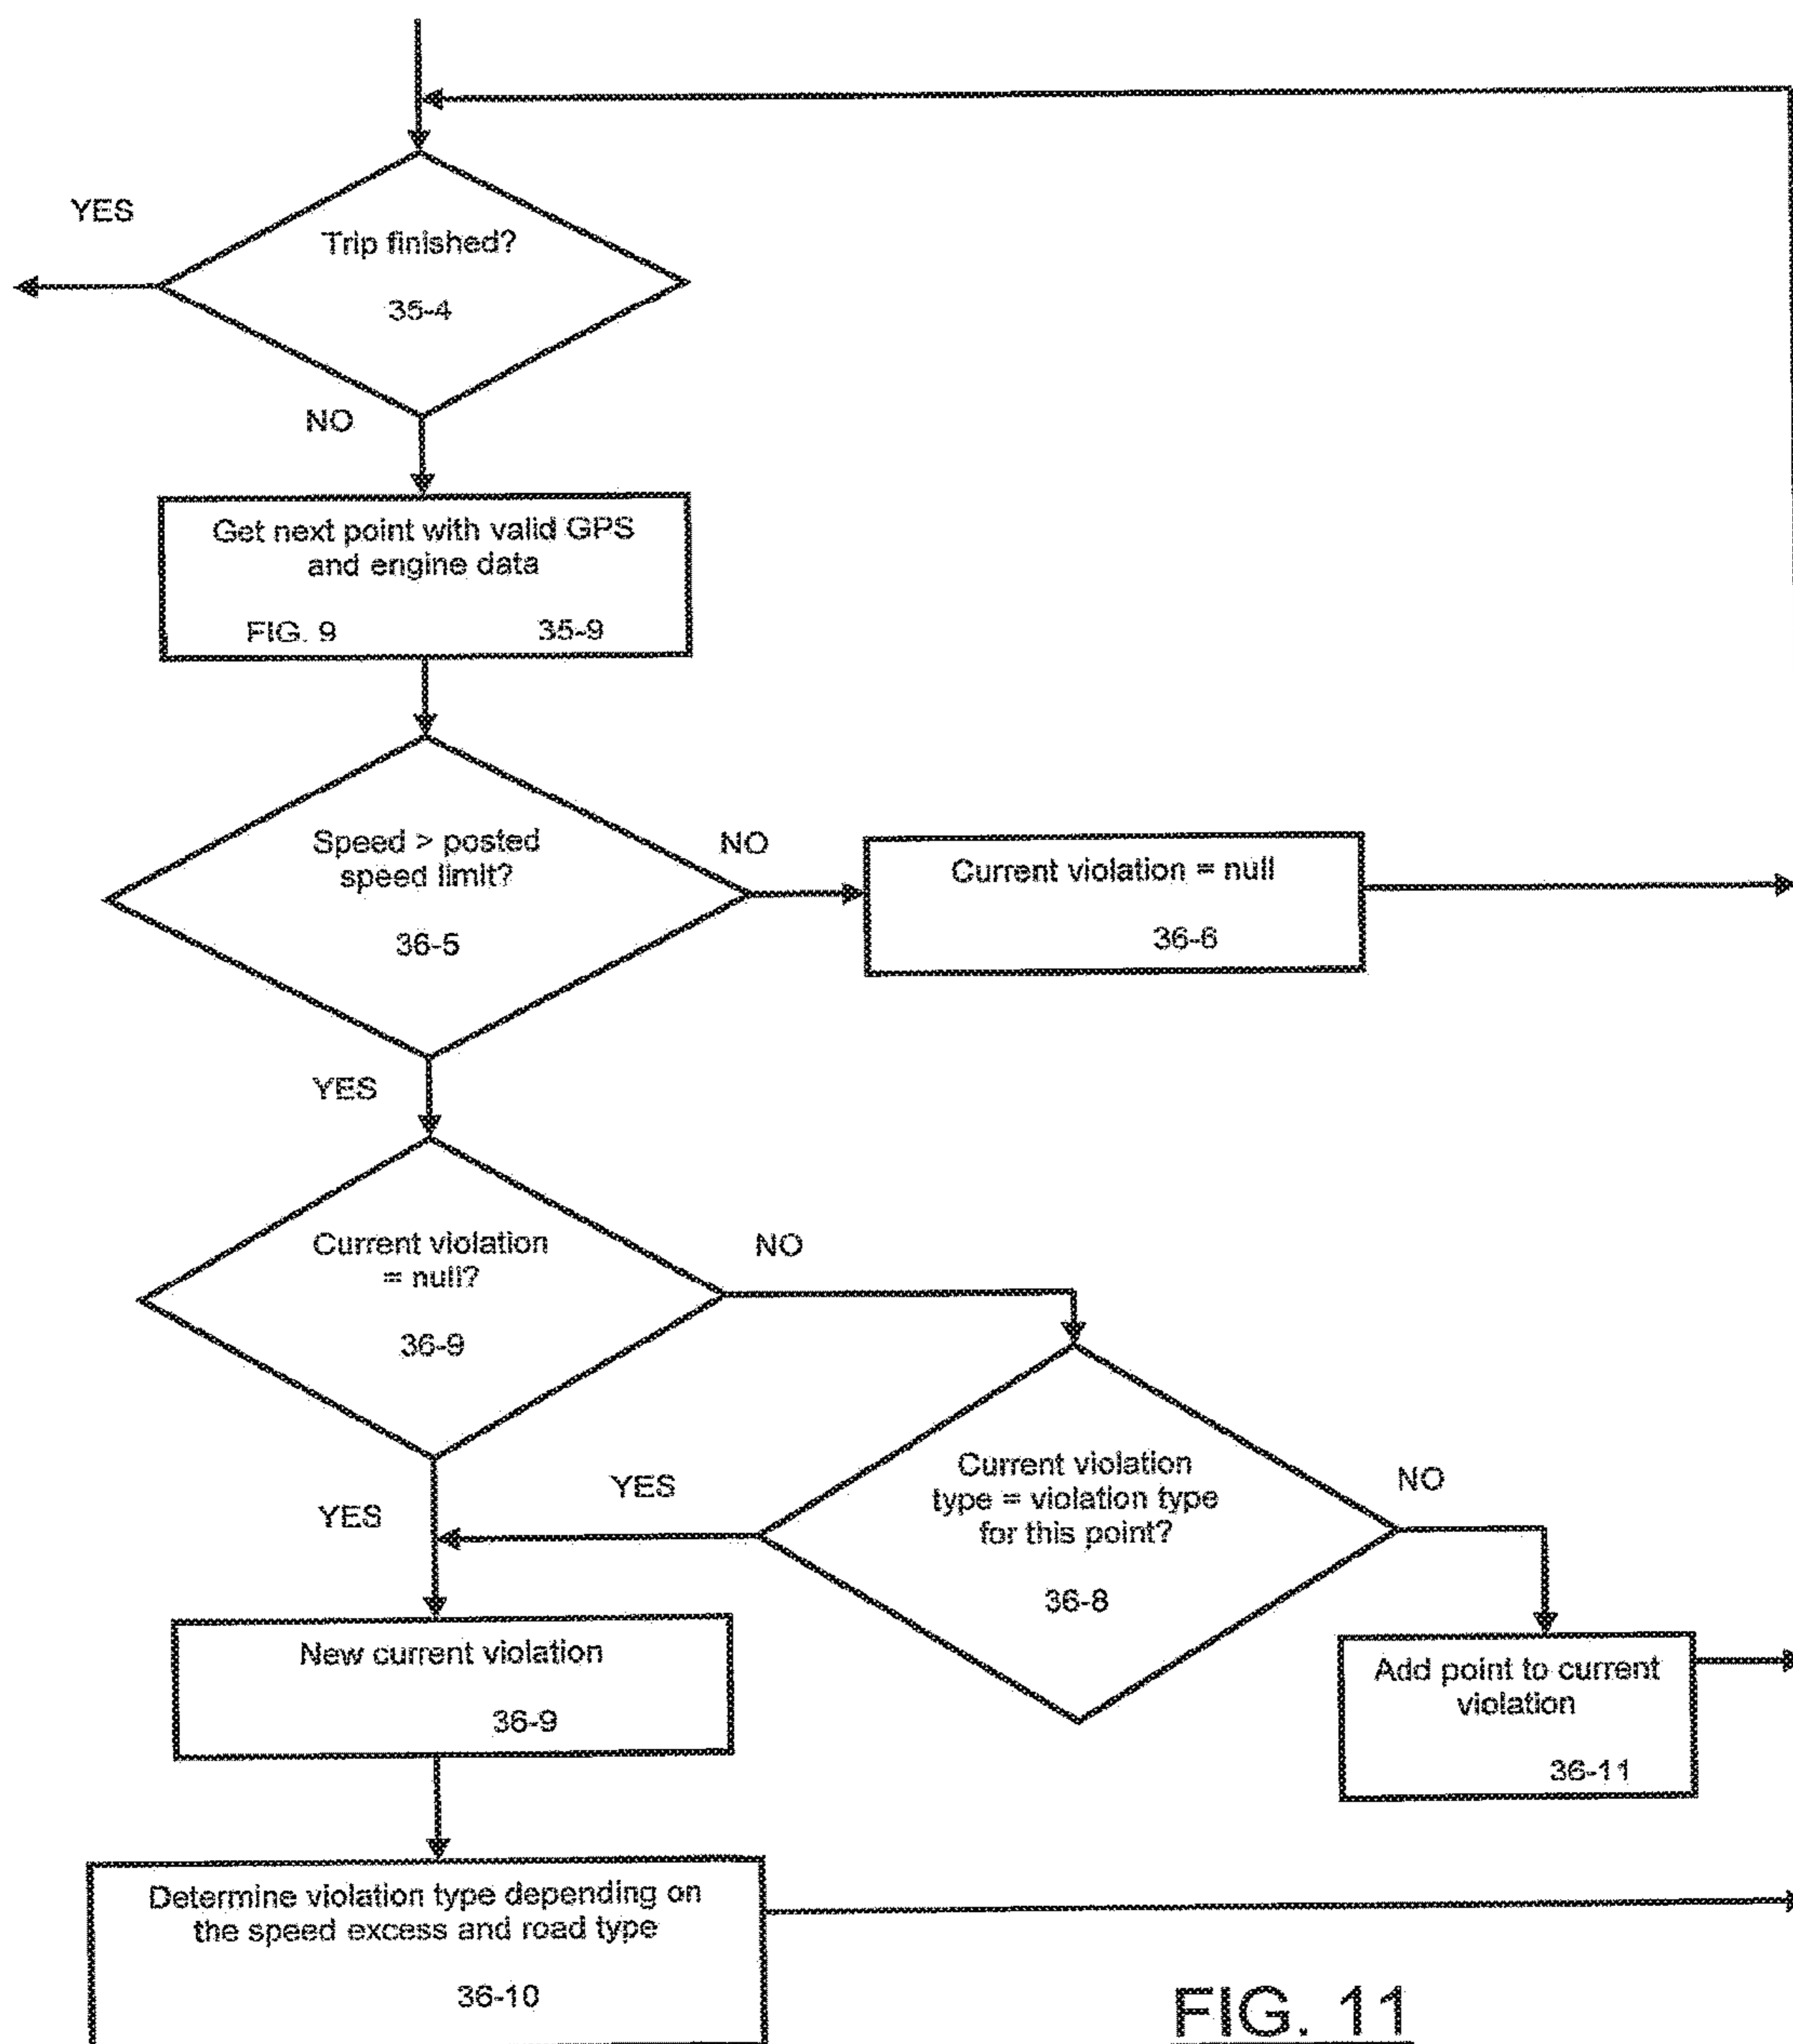 YES
Trip finished?
35-4
NO
Get next point with valid GPS
and engine data
FIG. 9 35-9
Speed > posted
speed limit?
36-5
NO
Current violation = null
36-6
YES
Current violation
= null?
36-9
NO
Current violation
type = violation type
for this point?
36-8
YES
NO
YES
New current violation
36-9
Add point to current
violation
36-11
Determine violation type depending on
the speed excess and road type
36-10
FIG. 11